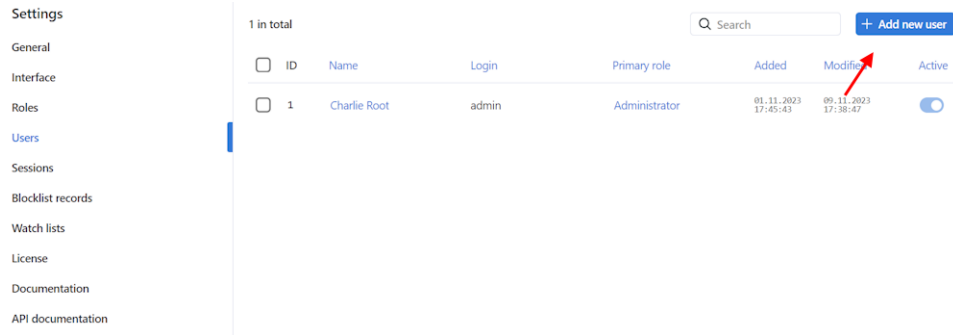 Settings
General
Interface
Roles
Users
Sessions
Blocklist records
Watch lists
License
Documentation
API documentation
1 in total
Search
+ Add new user
ID Name Login Primary role Added Modified Active
1 Charlie Root admin Administrator 01.11.2023 09.11.2023
17:45:43 17:38:47